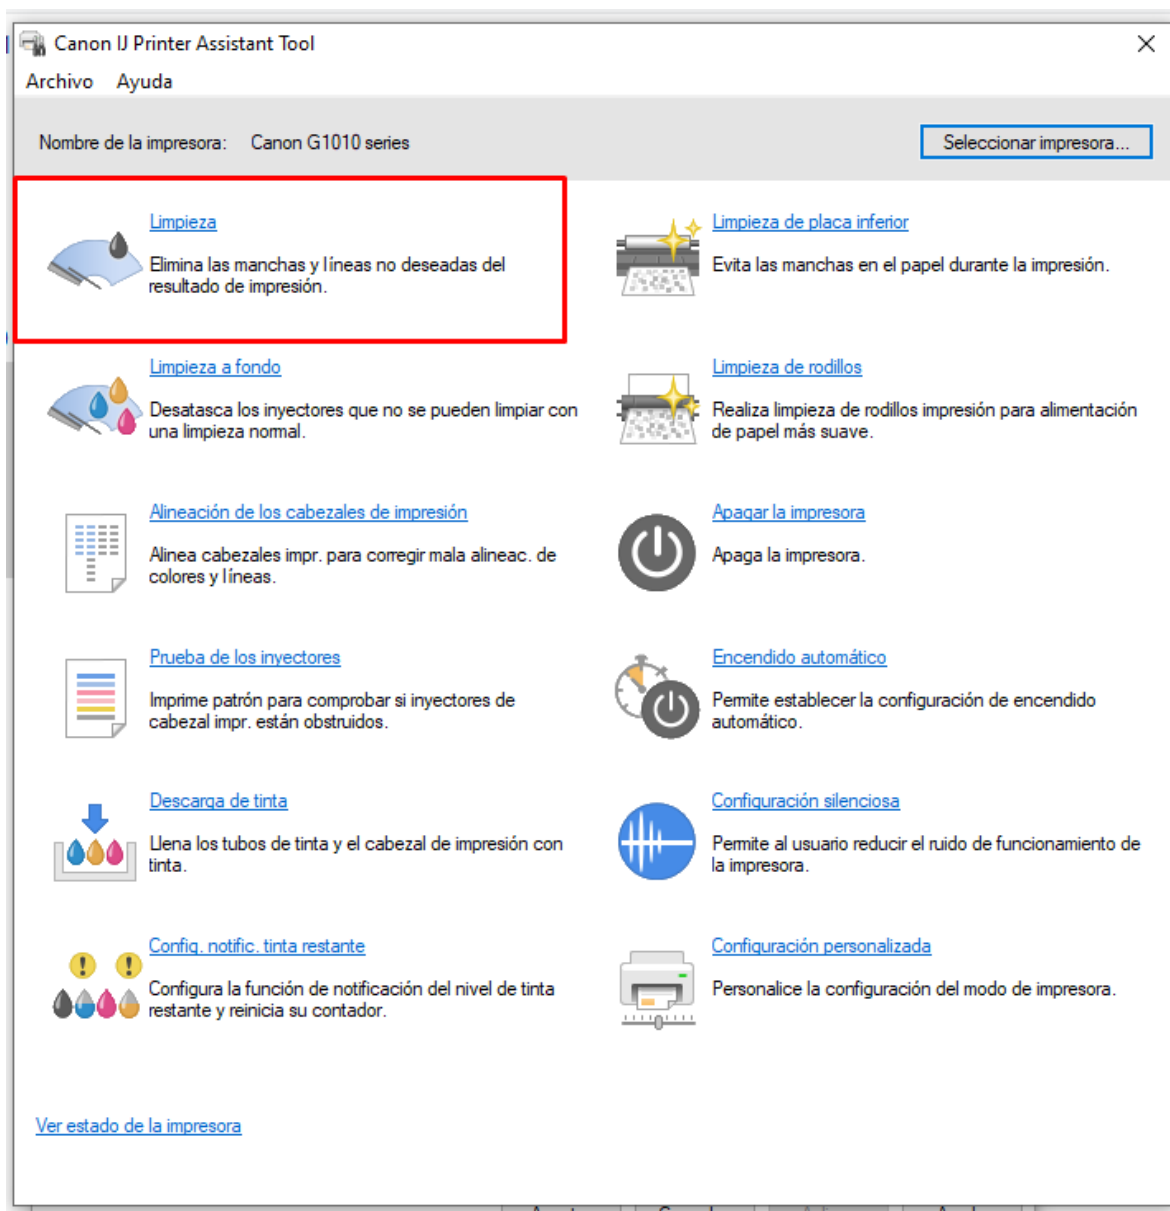 Canon IJ Printer Assistant Tool
Archivo Ayuda
Nombre de la impresora: Canon G1010 series
Seleccionar impresora...
Limpieza
Elimina las manchas y líneas no deseadas del
resultado de impresión.
Limpieza de placa inferior
Evita las manchas en el papel durante la impresión.
Limpieza a fondo
Desatasca los inyectores que no se pueden limpiar con
una limpieza normal.
Limpieza de rodillos
Realiza limpieza de rodillos impresión para alimentación
de papel más suave.
Alineación de los cabezales de impresión
Alinea cabezales impr. para corregir mala alineac. de
colores y líneas.
Apagar la impresora
Apaga la impresora.
Prueba de los inyectores
Imprime patrón para comprobar si inyectores de
cabezal impr. están obstruidos.
Encendido automático
Permite establecer la configuración de encendido
automático.
Descarga de tinta
Llena los tubos de tinta y el cabezal de impresión con
tinta.
Configuración silenciosa
Permite al usuario reducir el ruido de funcionamiento de
la impresora.
Config. notific. tinta restante
Configura la función de notificación del nivel de tinta
restante y reinicia su contador.
Configuración personalizada
Personalice la configuración del modo de impresora.
Ver estado de la impresora